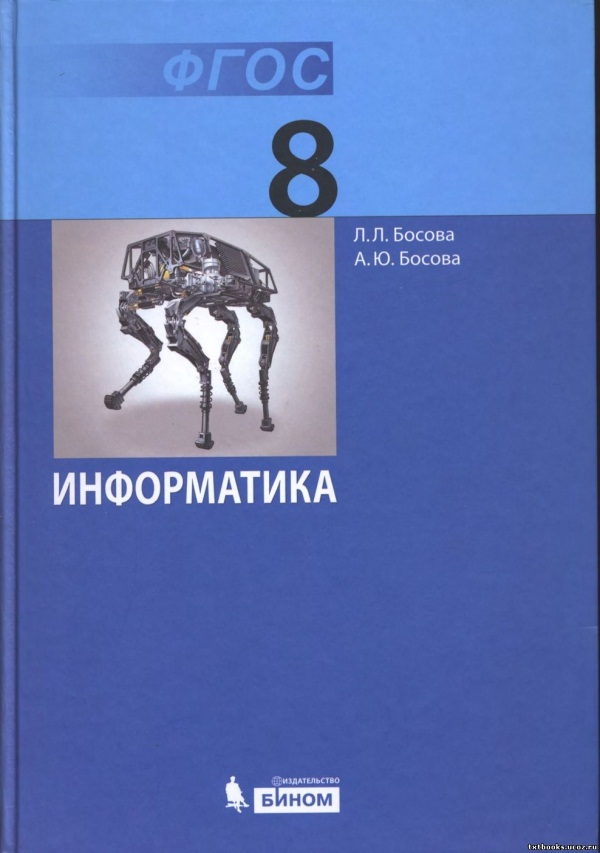 ФГОС
8
Л.Л. Босова
А.Ю. Босова
ИНФОРМАТИКА
ИЗДАТЕЛЬСТВО
БИНОМ
txtbooks.ucoz.ru